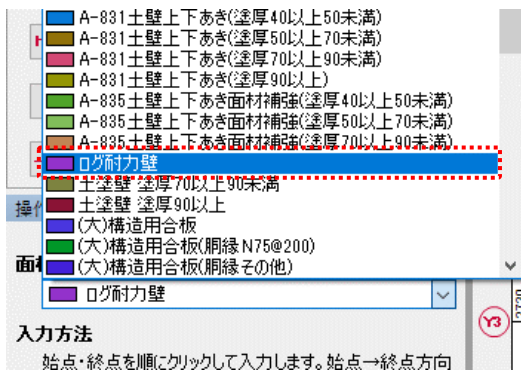 A-831土壁上下あき(塗厚40以上50未満)
A-831土壁上下あき(塗厚50以上70未満)
A-831土壁上下あき(塗厚70以上90未満)
A-831土壁上下あき(塗厚90以上)
A-835土壁上下あき面材補強(塗厚40以上50未満)
A-835土壁上下あき面材補強(塗厚50以上70未満)
A-835土壁上下あき面材補強(塗厚70以上90未満)
ログ耐力壁
土塗壁 塗厚70以上90未満
土塗壁 塗厚90以上
(大)構造用合板
(大)構造用合板(胴縁N75@200)
(大)構造用合板(胴縁その他)
操作
面
ログ耐力壁
Y3
入力方法
始点・終点を順にクリックして入力します。始点→終点方向